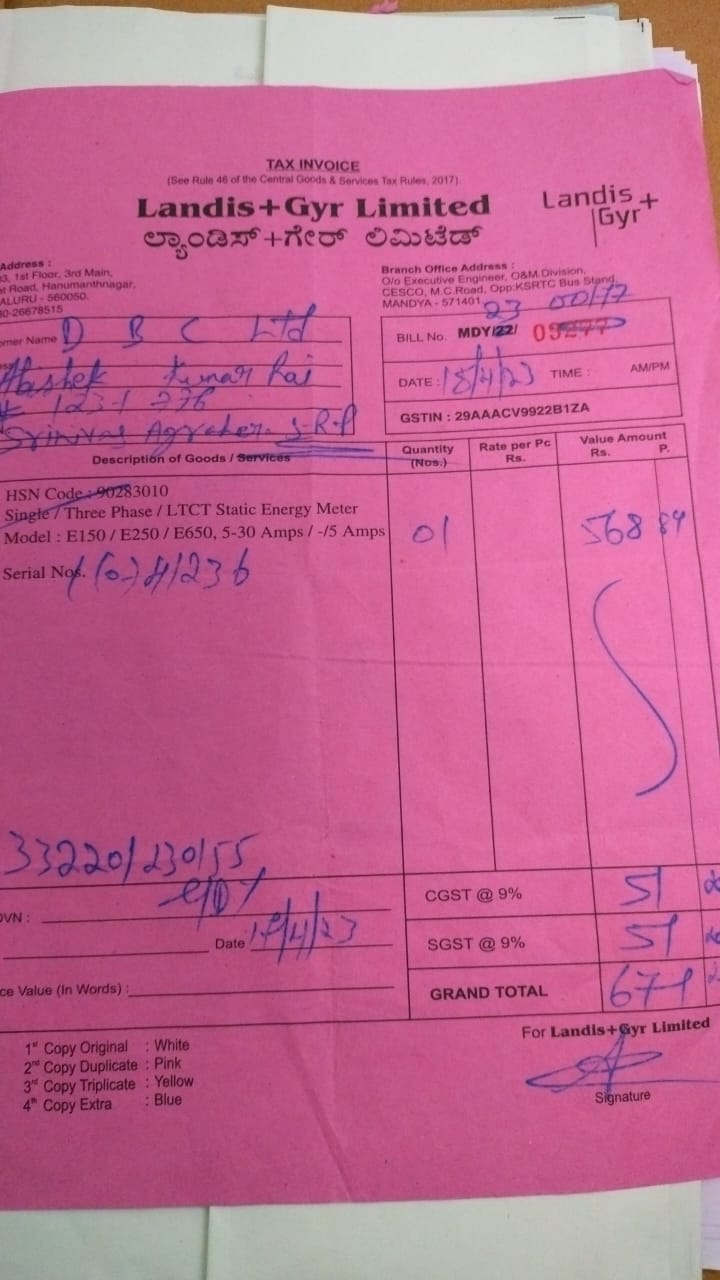 TAX INVOICE
(See Rule 46 of the Central Goods & Services Tax Rules, 2017)
Landis+Gyr Limited
ಲ್ಯಾಂಡಿಸ್+ಗೇರ್ ಲಿಮಿಟೆಡ್
Landis+
Gyr
Address :
3, 1st Floor, 3rd Main,
Road, Hanumanthnagar,
ALURU - 560050.
0-26678515
Branch Office Address :
O/o Executive Engineer, O&M.Division,
CESCO, M.C.Road, Opp:KSRTC Bus Stand,
MANDYA - 571401
omer Name D B C Ltd
Kumar Rai
BILL No. MDY/22/ 23
DATE : 18/4/23 TIME : AM/PM
GSTIN : 29AAACV9922B1ZA
Description of Goods / Services
Quantity (Nos.)
Rate per Pc Rs.
Value Amount Rs. P.
HSN Code : 90283010
Single / Three Phase / LTCT Static Energy Meter
Model : E150 / E250 / E650, 5-30 Amps / -/5 Amps 01 568
Serial Nos.
33220/230/55
CGST @ 9% 51
OVN :
SGST @ 9% 51
Date
GRAND TOTAL 671
ce Value (In Words) :
For Landis+Gyr Limited
1st Copy Original : White
2nd Copy Duplicate : Pink
3rd Copy Triplicate : Yellow
4th Copy Extra : Blue
Signature